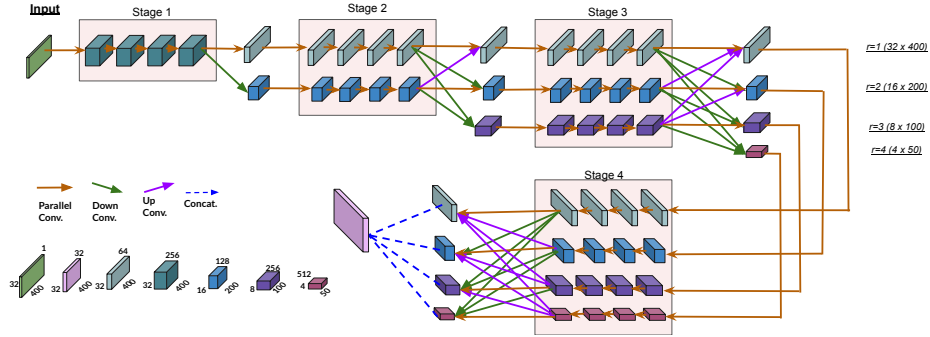 Input
Stage 1
Stage 2
Stage 3
r=1 (32 x 400)
r=2 (16 x 200)
r=3 (8 x 100)
r=4 (4 x 50)
Stage 4
Parallel
Conv.
Down
Conv.
Up
Conv.
Concat.
1
32
400
32
32
400
64
32
400
256
32
400
128
16
200
256
8
100
512
4
50